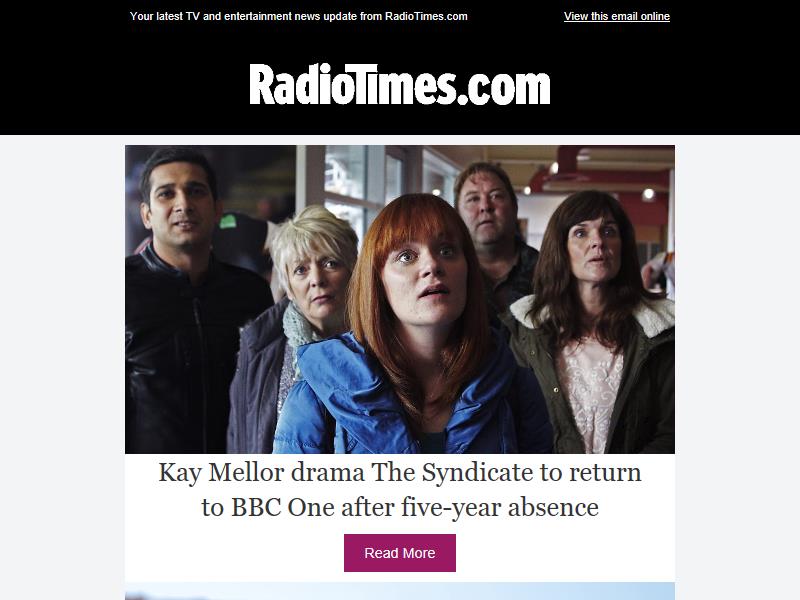 Your latest TV and entertainment news update from RadioTimes.com
View this email online
RadioTimes.com
Kay Mellor drama The Syndicate to return
to BBC One after five-year absence
Read More